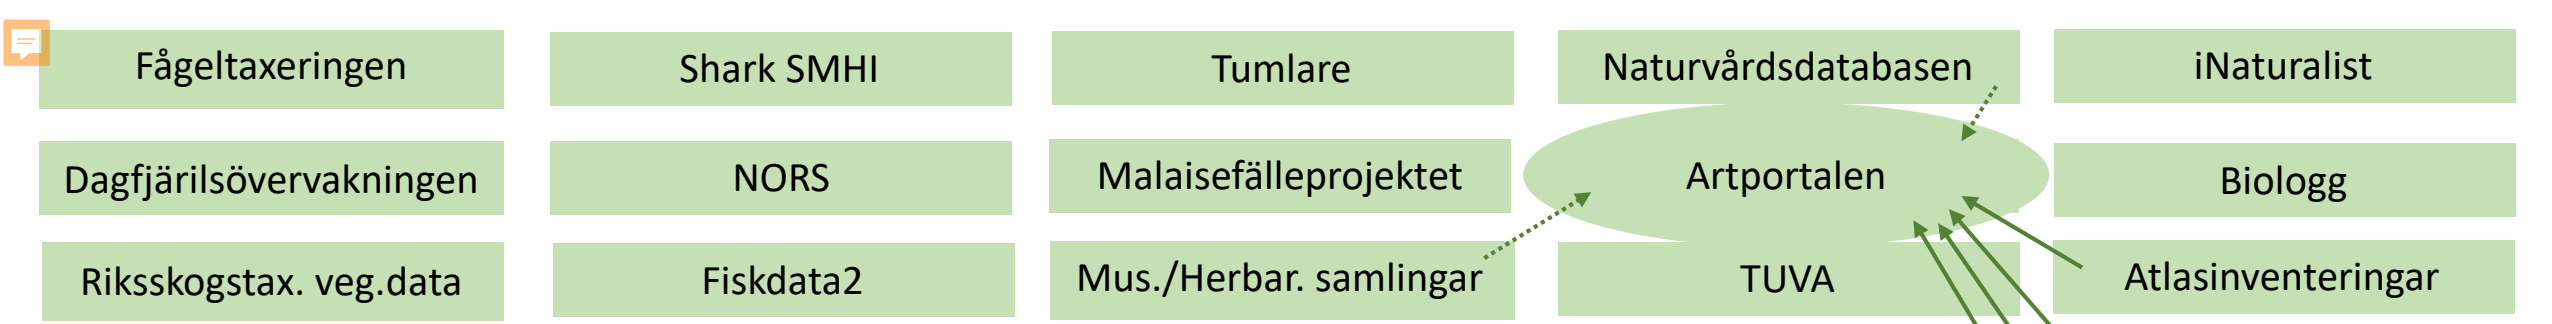 Fågeltaxeringen
Shark SMHI
Tumlare
Naturvårdsdatabasen
iNaturalist
Dagfjärilsövervakningen
NORS
Malaisefälleprojektet
Artportalen
Biologg
Riksskogstax. veg.data
Fiskdata2
Mus./Herbar. samlingar
TUVA
Atlasinventeringar